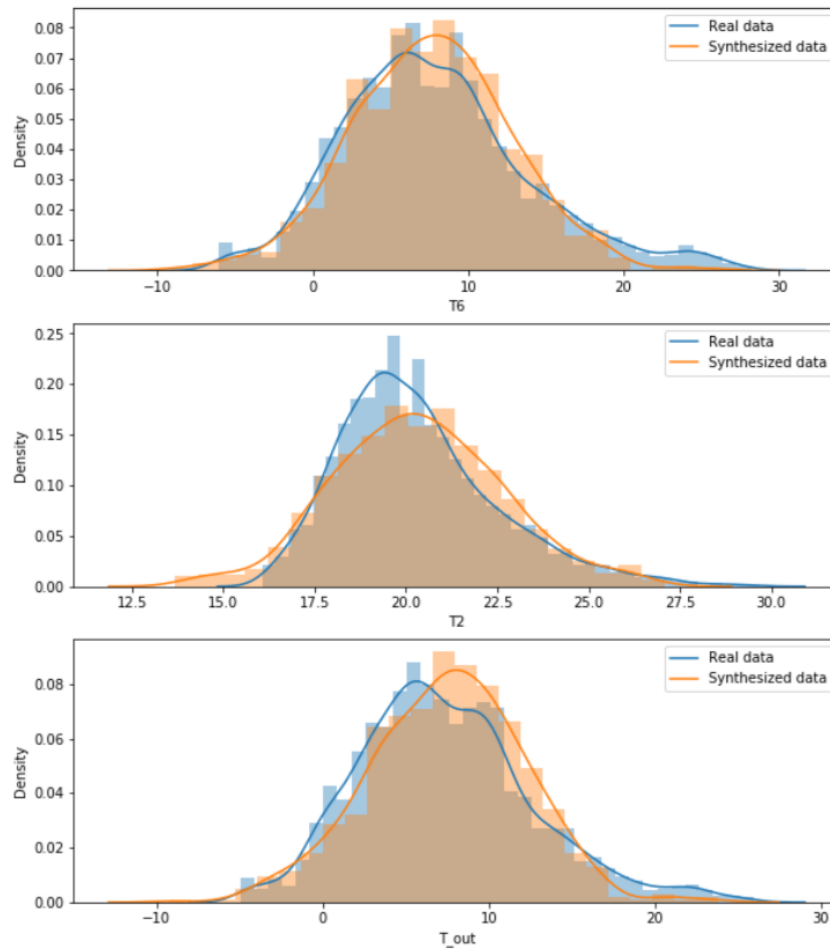 0.08
0.07
0.06
0.05
0.04
0.03
0.02
0.01
0.00
Density
Real data
Synthesized data
−10 0 10 20 30
T6
0.25
0.20
0.15
0.10
0.05
0.00
Density
Real data
Synthesized data
12.5 15.0 17.5 20.0 22.5 25.0 27.5 30.0
T2
0.08
0.06
0.04
0.02
0.00
Density
Real data
Synthesized data
−10 0 10 20 30
T_out